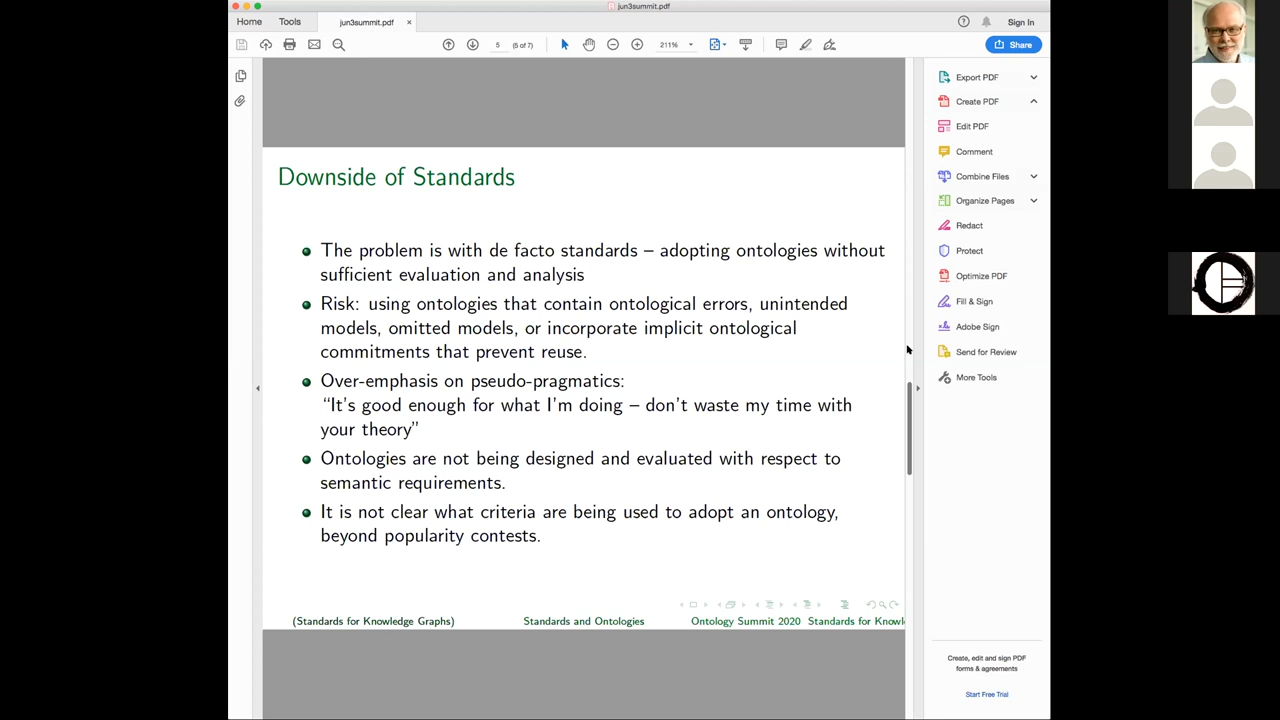 jun3summit.pdf
Home
Tools
jun3summit.pdf
×
Sign In
5
(5 of 7)
211%
Share
Downside of Standards
The problem is with de facto standards – adopting ontologies without
sufficient evaluation and analysis
Risk: using ontologies that contain ontological errors, unintended
models, omitted models, or incorporate implicit ontological
commitments that prevent reuse.
Over-emphasis on pseudo-pragmatics:
“It’s good enough for what I’m doing – don’t waste my time with
your theory”
Ontologies are not being designed and evaluated with respect to
semantic requirements.
It is not clear what criteria are being used to adopt an ontology,
beyond popularity contests.
(Standards for Knowledge Graphs)
Standards and Ontologies
Ontology Summit 2020 Standards for Knowl
Export PDF
Create PDF
Edit PDF
Comment
Combine Files
Organize Pages
Redact
Protect
Optimize PDF
Fill & Sign
Adobe Sign
Send for Review
More Tools
Create, edit and sign PDF
forms & agreements
Start Free Trial